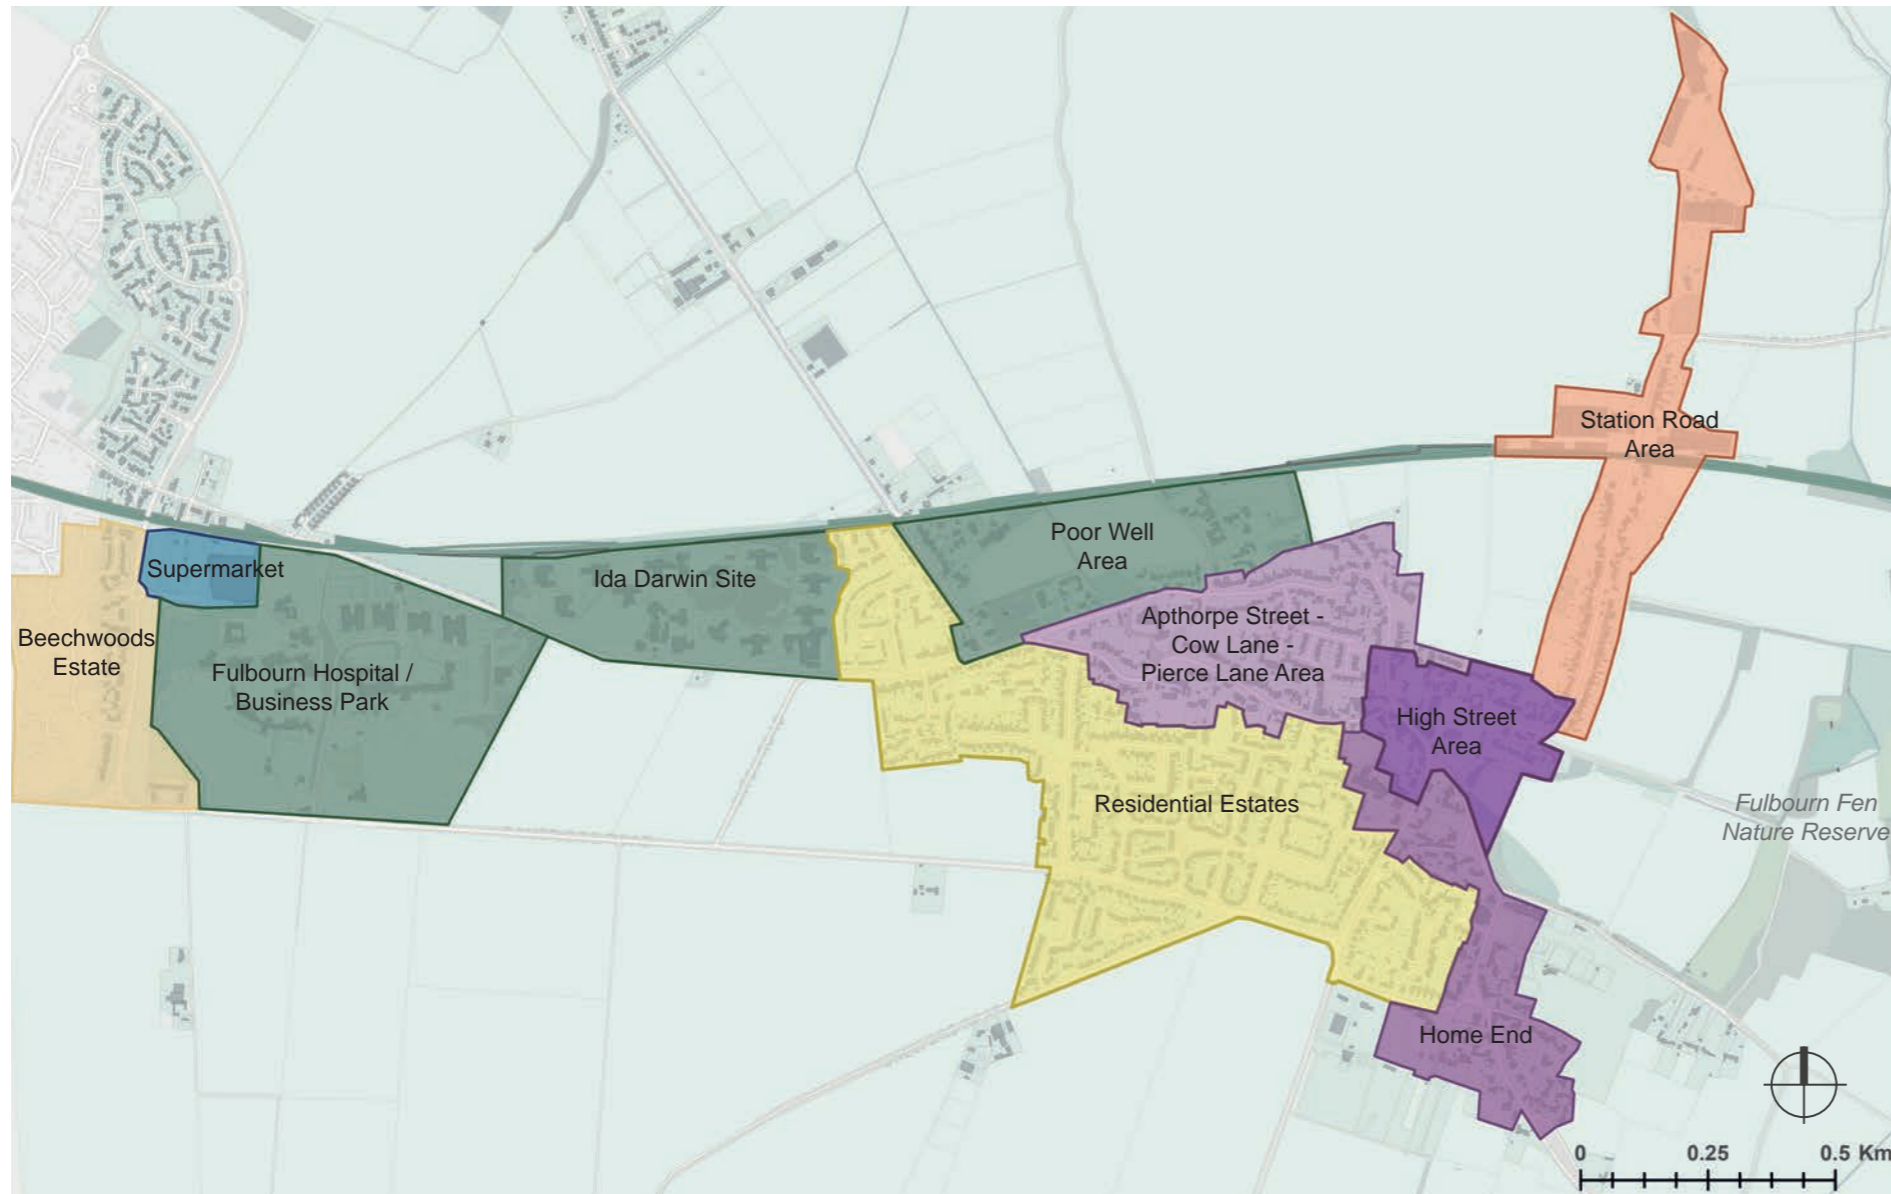 Station Road
Area
Poor Well
Area
Supermarket
Ida Darwin Site
Apthorpe Street -
Cow Lane -
Pierce Lane Area
Beechwoods
Estate
Fulbourn Hospital /
Business Park
High Street
Area
Residential Estates
Fulbourn Fen
Nature Reserve
Home End
0 0.25 0.5 Km